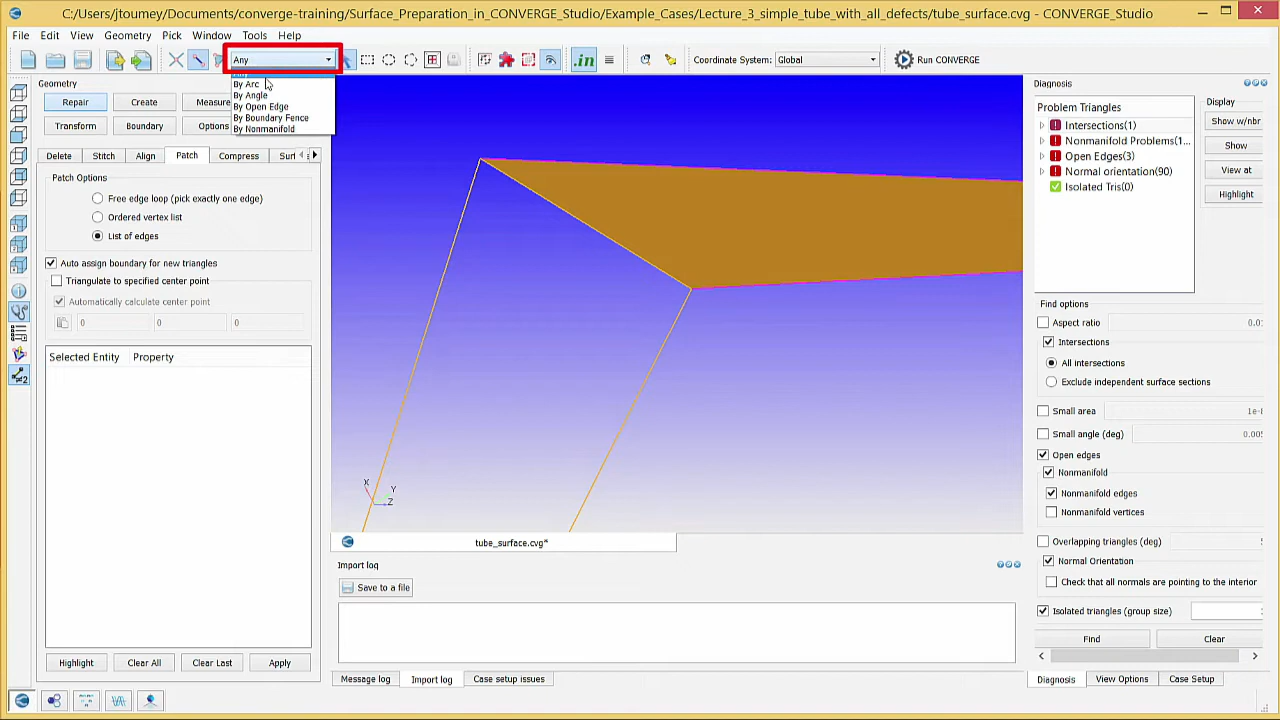 C:/Users/jtoumey/Documents/converge-training/Surface_Preparation_in_CONVERGE_Studio/Example_Cases/Lecture_3_simple_tube_with_all_defects/tube_surface.cvg - CONVERGE_Studio
File Edit View Geometry Pick Window Tools Help
Any
.in
Coordinate System: Global
Run CONVERGE
By Arc
By Angle
By Open Edge
By Boundary Fence
By Nonmanifold
Geometry
Repair Create Measure
Transform Boundary Options
Delete Stitch Align Patch Compress
Patch Options
Free edge loop (pick exactly one edge)
Ordered vertex list
List of edges
Auto assign boundary for new triangles
Triangulate to specified center point
Automatically calculate center point
0 0 0
Selected Entity Property
Highlight Clear All Clear Last Apply
X Y Z
tube_surface.cvg*
Import log
Save to a file
Message log Import log Case setup issues
Diagnosis
Problem Triangles
Intersections(1)
Nonmanifold Problems(1...
Open Edges(3)
Normal orientation(90)
Isolated Tris(0)
Display
Show w/nbr
Show
View at
Highlight
Find options
Aspect ratio 0.0
Intersections
All intersections
Exclude independent surface sections
Small area 1e-
Small angle (deg) 0.00
Open edges
Nonmanifold
Nonmanifold edges
Nonmanifold vertices
Overlapping triangles (deg)
Normal Orientation
Check that all normals are pointing to the interior
Isolated triangles (group size)
Find Clear
Diagnosis View Options Case Setup